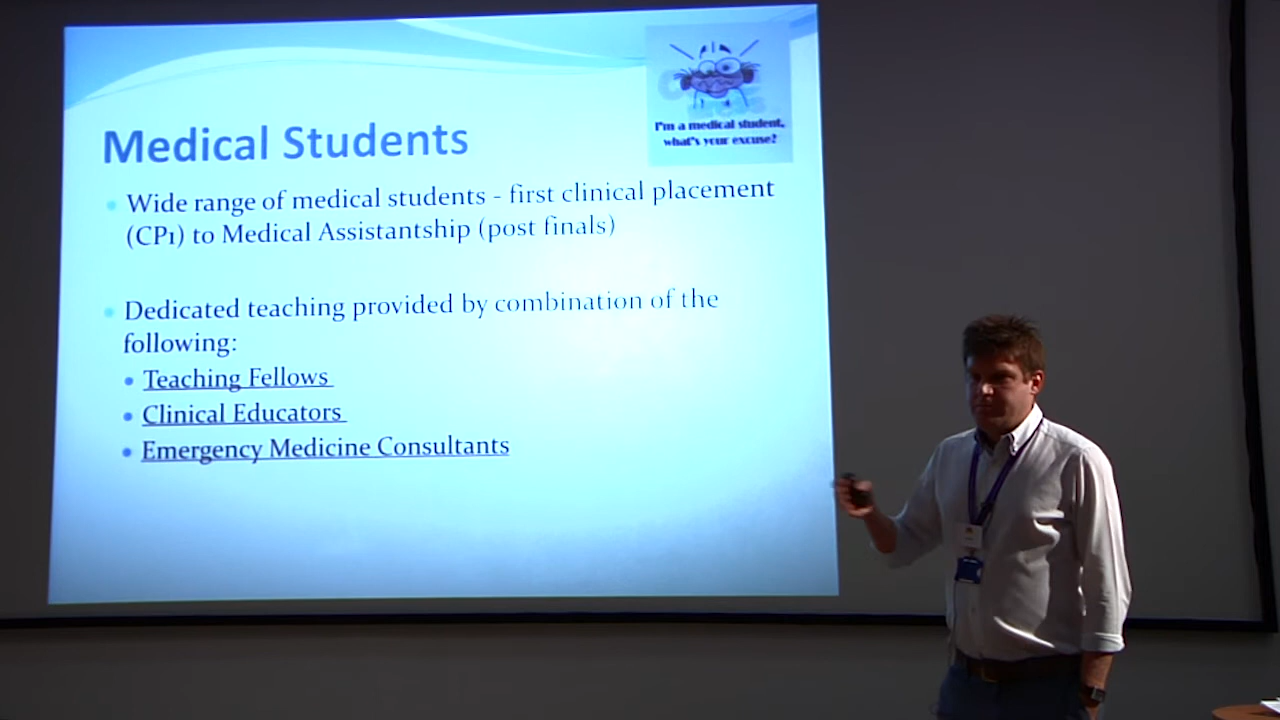 I'm a medical student,
what's your excuse?
Medical Students
Wide range of medical students - first clinical placement
(CP1) to Medical Assistantship (post finals)
Dedicated teaching provided by combination of the
following:
Teaching Fellows
Clinical Educators
Emergency Medicine Consultants